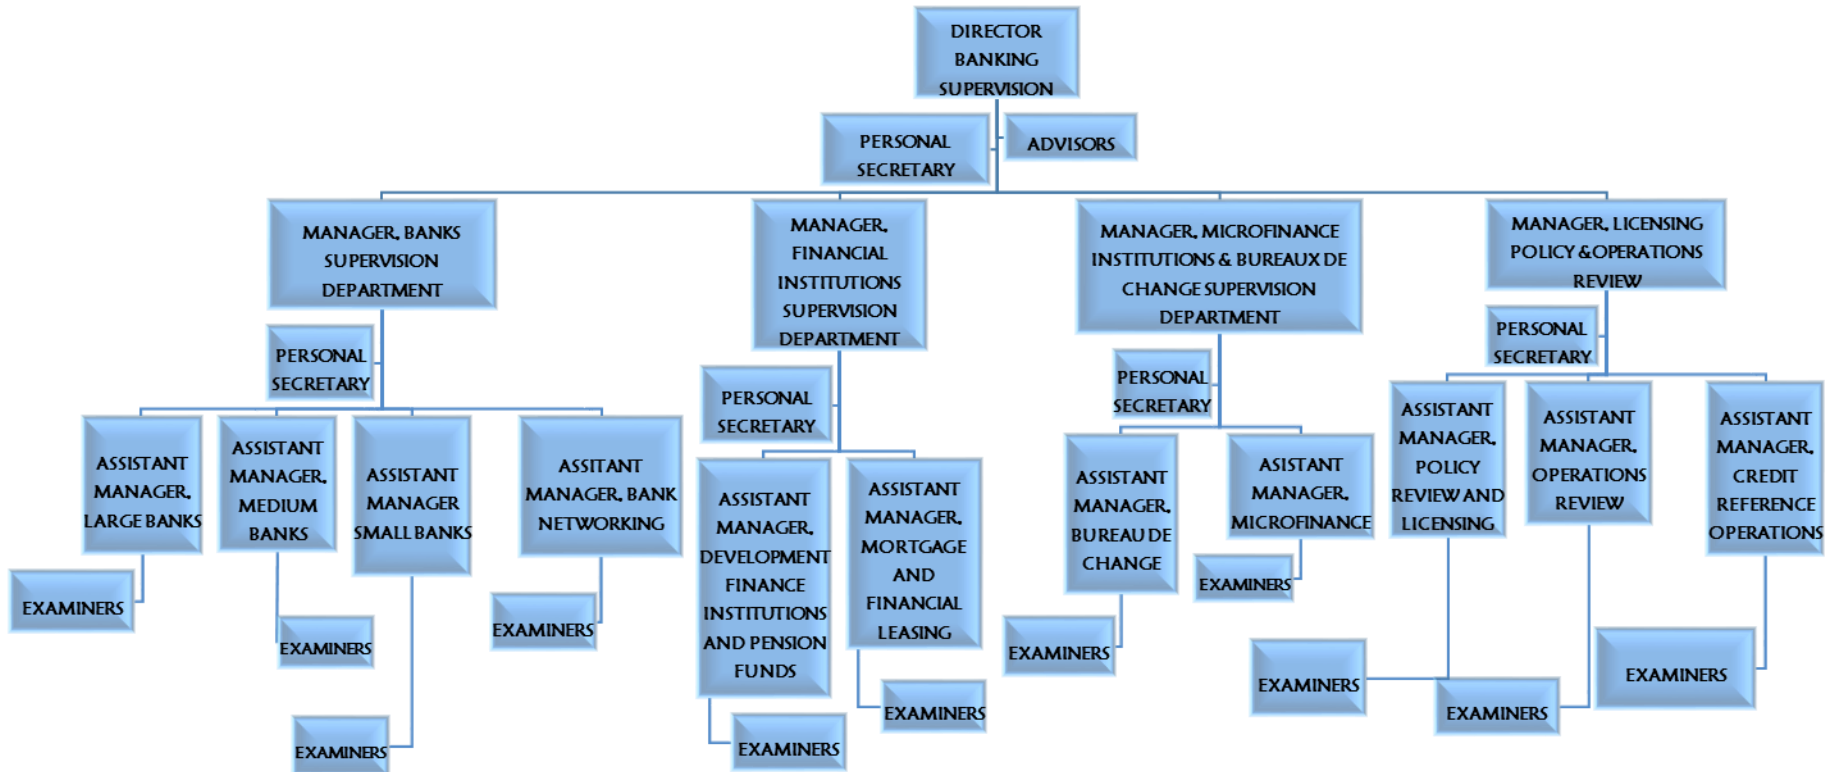 DIRECTOR
BANKING
SUPERVISION
PERSONAL
SECRETARY
ADVISORS
MANAGER, BANKS
SUPERVISION
DEPARTMENT
MANAGER,
FINANCIAL
INSTITUTIONS
SUPERVISION
DEPARTMENT
MANAGER, MICROFINANCE
INSTITUTIONS & BUREAUX DE
CHANGE SUPERVISION
DEPARTMENT
MANAGER, LICENSING
POLICY &OPERATIONS
REVIEW
PERSONAL
SECRETARY
PERSONAL
SECRETARY
PERSONAL
SECRETARY
PERSONAL
SECRETARY
ASSISTANT
MANAGER,
LARGE BANKS
ASSISTANT
MANAGER,
MEDIUM
BANKS
ASSISTANT
MANAGER
SMALL BANKS
ASSITANT
MANAGER, BANK
NETWORKING
ASSISTANT
MANAGER,
DEVELOPMENT
FINANCE
INSTITUTIONS
AND PENSION
FUNDS
ASSISTANT
MANAGER,
MORTGAGE
AND
FINANCIAL
LEASING
ASSISTANT
MANAGER,
BUREAU DE
CHANGE
ASISTANT
MANAGER,
MICROFINANCE
ASSISTANT
MANAGER,
POLICY
REVIEW AND
LICENSING
ASSISTANT
MANAGER,
OPERATIONS
REVIEW
ASSISTANT
MANAGER,
CREDIT
REFERENCE
OPERATIONS
EXAMINERS
EXAMINERS
EXAMINERS
EXAMINERS
EXAMINERS
EXAMINERS
EXAMINERS
EXAMINERS
EXAMINERS
EXAMINERS
EXAMINERS